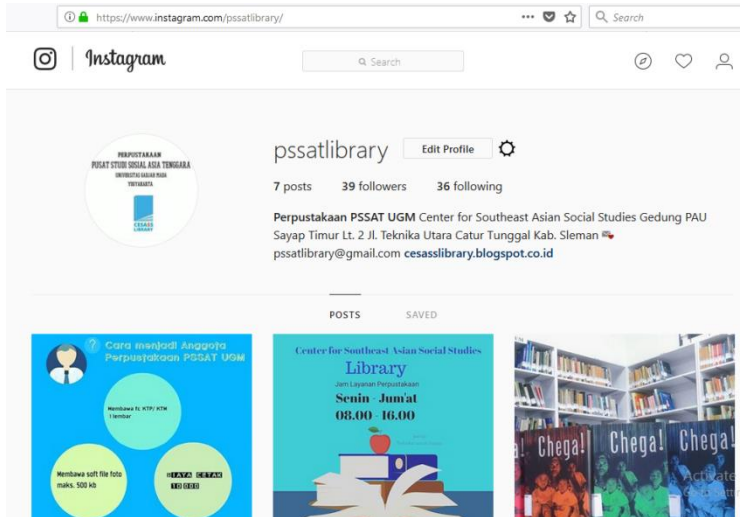 https://www.instagram.com/pssatlibrary/
Search
Instagram
Search
PERPUSTAKAAN
PUSAT STUDI SOSIAL ASIA TENGGARA
UNIVERSITAS GADJAH MADA
YOGYAKARTA
CESASS
LIBRARY
pssatlibrary Edit Profile
7 posts 39 followers 36 following
Perpustakaan PSSAT UGM Center for Southeast Asian Social Studies Gedung PAU
Sayap Timur Lt. 2 Jl. Teknika Utara Catur Tunggal Kab. Sleman
pssatlibrary@gmail.com cesasslibrary.blogspot.co.id
POSTS SAVED
? Cara menjadi Anggota
Perpustakaan PSSAT UGM
Membawa fc KTP/ KTM
1 lembar
Membawa soft file foto
maks. 500 kb
BIAYA CETAK
10 000
Center for Southeast Asian Social Studies
Library
Jam Layanan Perpustakaan
Senin - Jum'at
08.00 - 16.00
Chega! Chega! Chega!
Activate